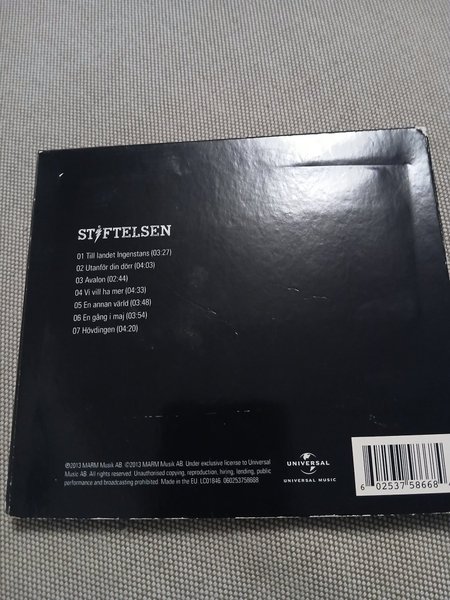 STIFTELSEN
01 Till landet Ingenstans (03:27)
02 Utanför din dörr (04:03)
03 Avalon (02:44)
04 Vi vill ha mer (04:33)
05 En annan värld (03:48)
06 En gång i maj (03:54)
07 Hövdingen (04:20)
℗2013 MARM Musik AB. ©2013 MARM Musik AB. Under exclusive license to Universal
Music AB. All rights reserved. Unauthorised copying, reproduction, hiring, lending, public
performance and broadcasting prohibited. Made in the EU. LC01846. 060253758668
UNIVERSAL
UNIVERSAL MUSIC
6 02537 58668